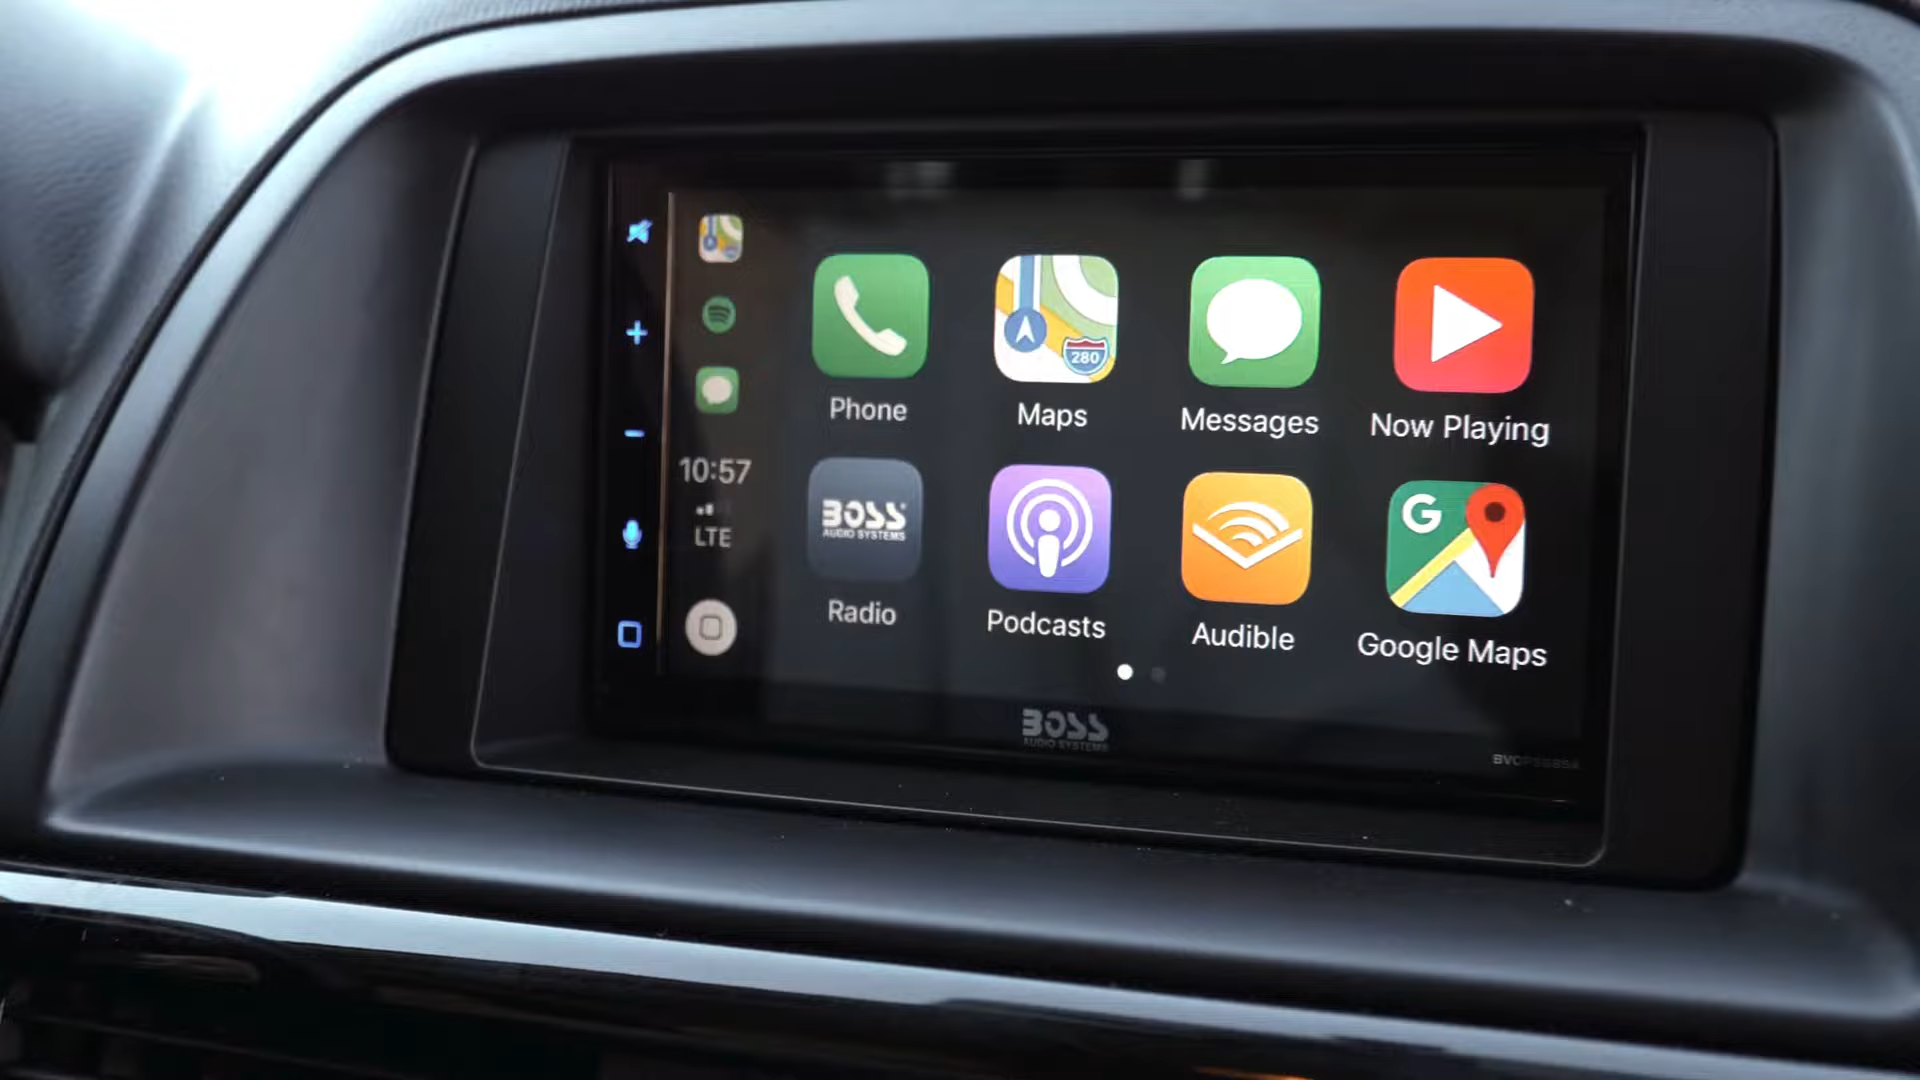 Phone
280
Maps
Messages
Now Playing
10:57
LTE
BOSS
AUDIO SYSTEMS
Radio
Podcasts
Audible
G
Google Maps
BOSS
AUDIO SYSTEMS